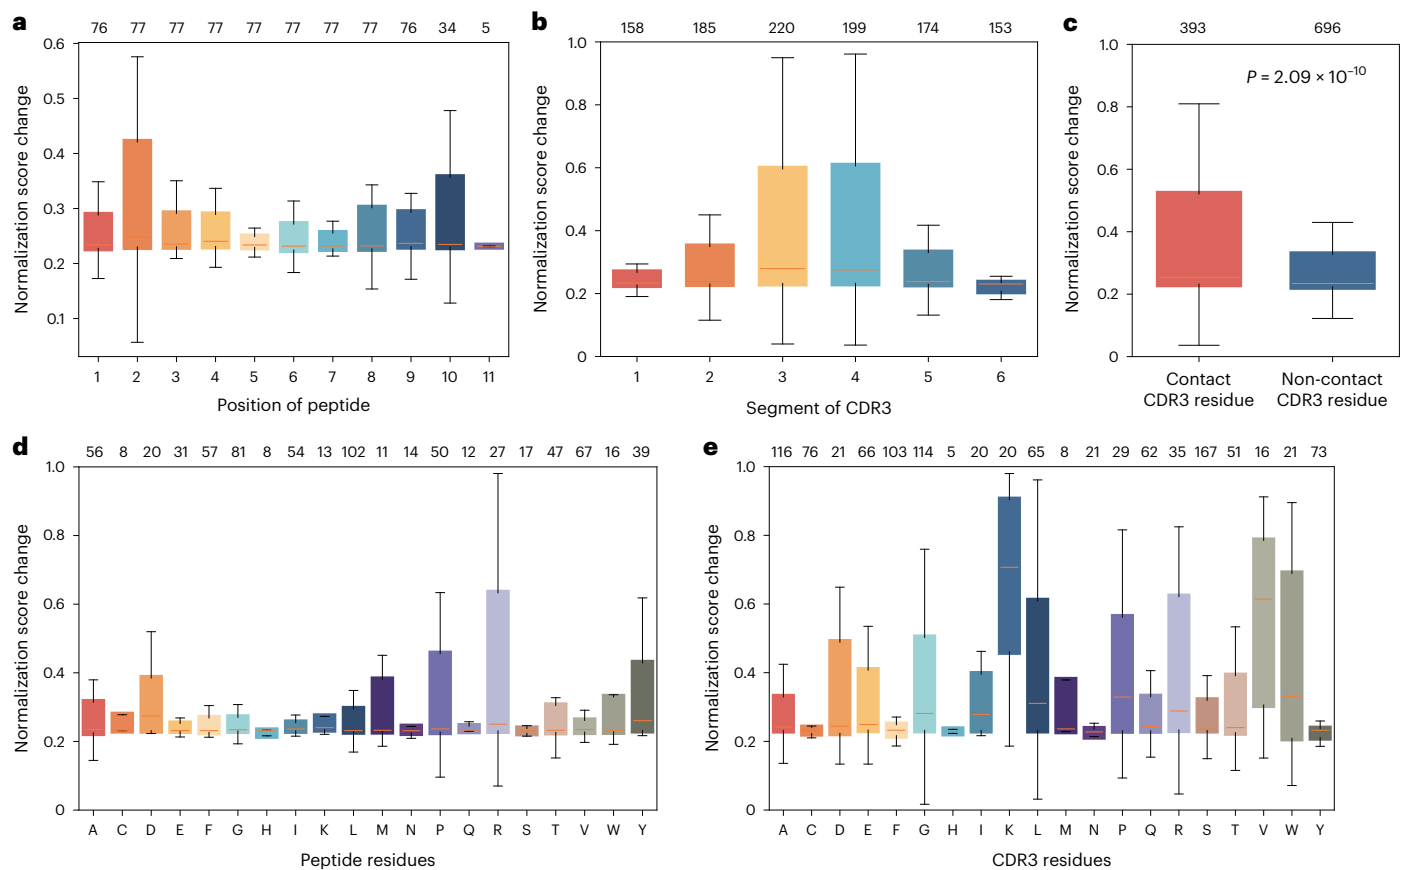 a
76 77 77 77 77 77 77 77 76 34 5
Normalization score change
0.6
0.5
0.4
0.3
0.2
0.1
1 2 3 4 5 6 7 8 9 10 11
Position of peptide
b
158 185 220 199 174 153
Normalization score change
1.0
0.8
0.6
0.4
0.2
0
1 2 3 4 5 6
Segment of CDR3
c
393 696
P = 2.09 × 10⁻¹⁰
Normalization score change
1.0
0.8
0.6
0.4
0.2
0
Contact
CDR3 residue
Non-contact
CDR3 residue
d
56 8 20 31 57 81 8 54 13 102 11 14 50 12 27 17 47 67 16 39
Normalization score change
1.0
0.8
0.6
0.4
0.2
0
A C D E F G H I K L M N P Q R S T V W Y
Peptide residues
e
116 76 21 66 103 114 5 20 20 65 8 21 29 62 35 167 51 16 21 73
Normalization score change
1.0
0.8
0.6
0.4
0.2
0
A C D E F G H I K L M N P Q R S T V W Y
CDR3 residues